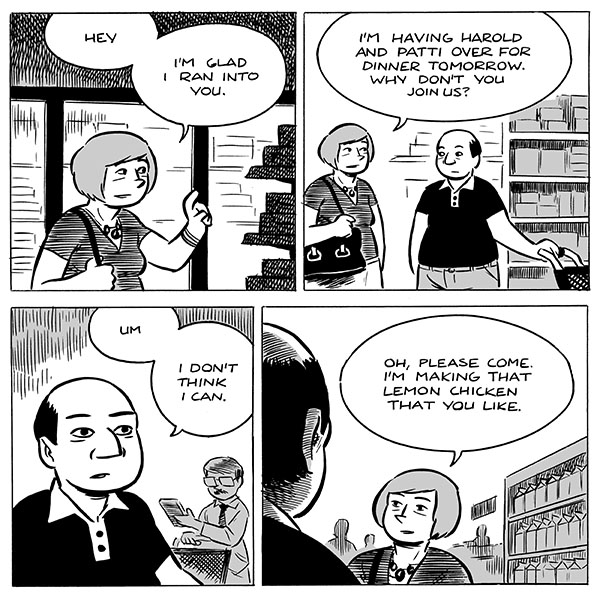 HEY
I'M GLAD
I RAN INTO
YOU.
I'M HAVING HAROLD
AND PATTI OVER FOR
DINNER TOMORROW.
WHY DON'T YOU
JOIN US?
UM
I DON'T
THINK
I CAN.
OH, PLEASE COME.
I'M MAKING THAT
LEMON CHICKEN
THAT YOU LIKE.